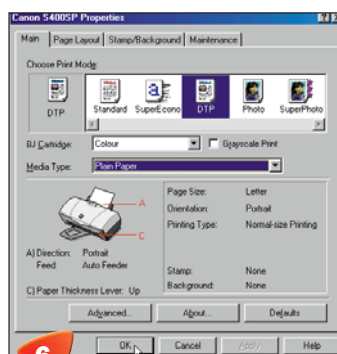 Canon S400SP Properties
Main Page Layout Stamp/Background Maintenance
Choose Print Mode
DTP Standard SuperEcono DTP Photo SuperPhoto
BJ Cartridge: Colour Grayscale Print
Media Type: Plain Paper
A
C
Page Size: Letter
Orientation: Portrait
Printing Type: Normal-size Printing
A) Direction: Portrait
Feed: Auto Feeder
Stamp: None
C) Paper Thickness Lever: Up
Background: None
Advanced... About... Defaults
6
OK Cancel Apply Help